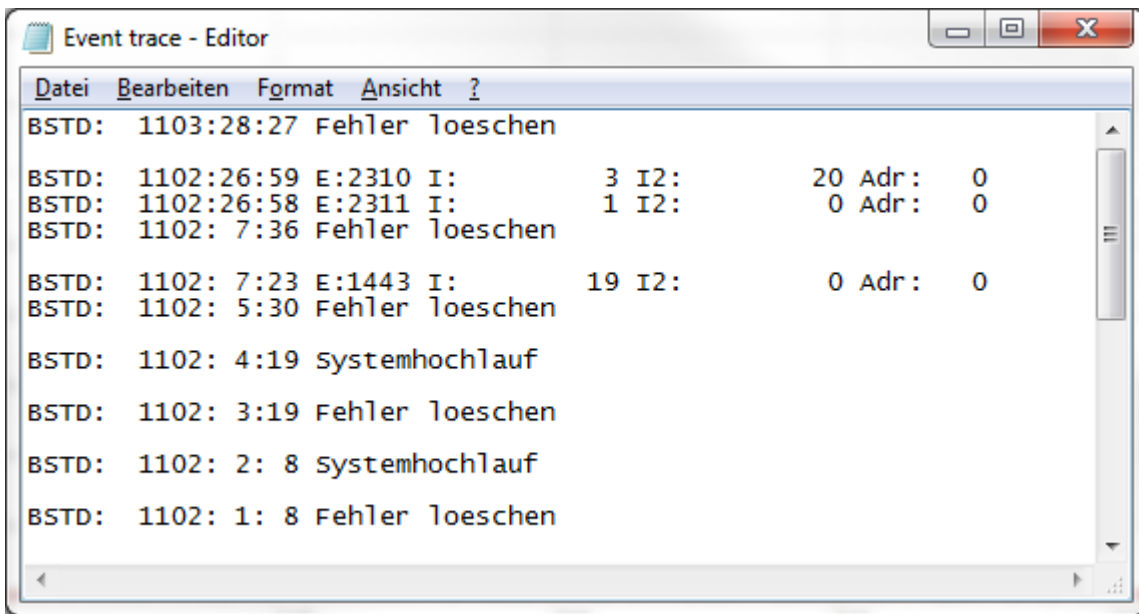 Event trace - Editor
Datei Bearbeiten Format Ansicht ?
BSTD: 1103:28:27 Fehler loeschen
BSTD: 1102:26:59 E:2310 I: 3 I2: 20 Adr: 0
BSTD: 1102:26:58 E:2311 I: 1 I2: 0 Adr: 0
BSTD: 1102: 7:36 Fehler loeschen
BSTD: 1102: 7:23 E:1443 I: 19 I2: 0 Adr: 0
BSTD: 1102: 5:30 Fehler loeschen
BSTD: 1102: 4:19 Systemhochlauf
BSTD: 1102: 3:19 Fehler loeschen
BSTD: 1102: 2: 8 Systemhochlauf
BSTD: 1102: 1: 8 Fehler loeschen